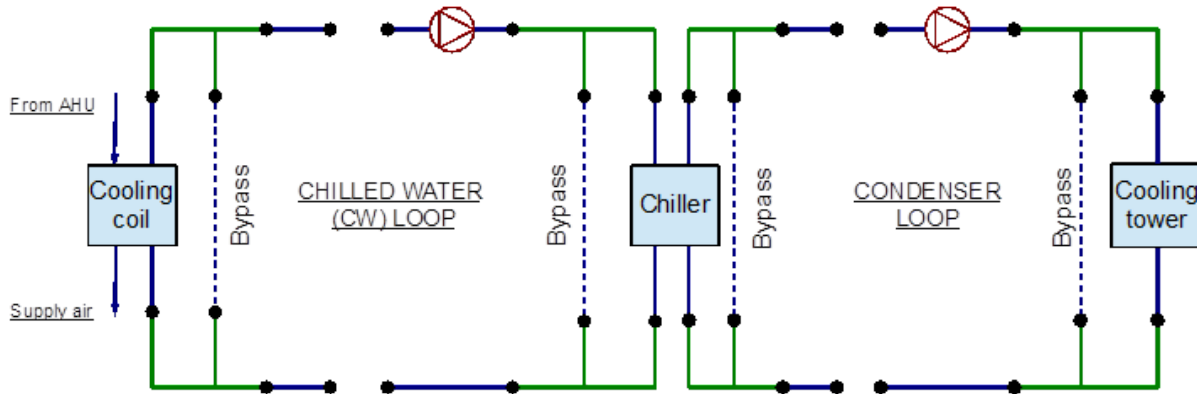 From AHU
Cooling
coil
Supply air
Bypass
CHILLED WATER
(CW) LOOP
Bypass
Chiller
Bypass
CONDENSER
LOOP
Bypass
Cooling
tower